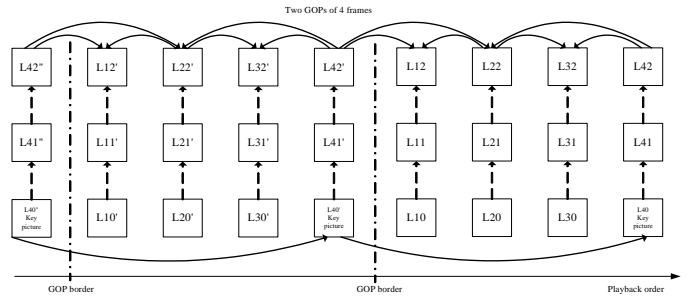 Two GOPs of 4 frames
L42" L12' L22' L32' L42' L12 L22 L32 L42
L41" L11' L21' L31' L41' L11 L21 L31 L41
L40" Key picture L10' L20' L30' L40' Key picture L10 L20 L30 L40 Key picture
GOP border GOP border Playback order